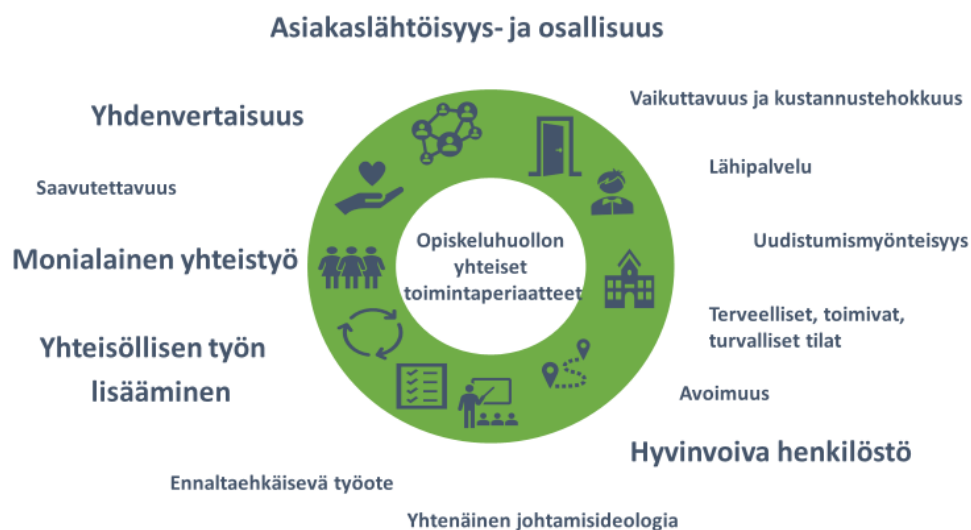 Asiakaslähtöisyys- ja osallisuus
Yhdenvertaisuus
Vaikuttavuus ja kustannustehokkuus
Lähipalvelu
Saavutettavuus
Uudistumismyönteisyys
Monialainen yhteistyö
Opiskeluhuollon
yhteiset
toimintaperiaatteet
Terveelliset, toimivat,
turvalliset tilat
Yhteisöllisen työn
lisääminen
Avoimuus
Hyvinvoiva henkilöstö
Ennaltaehkäisevä työote
Yhtenäinen johtamisideologia